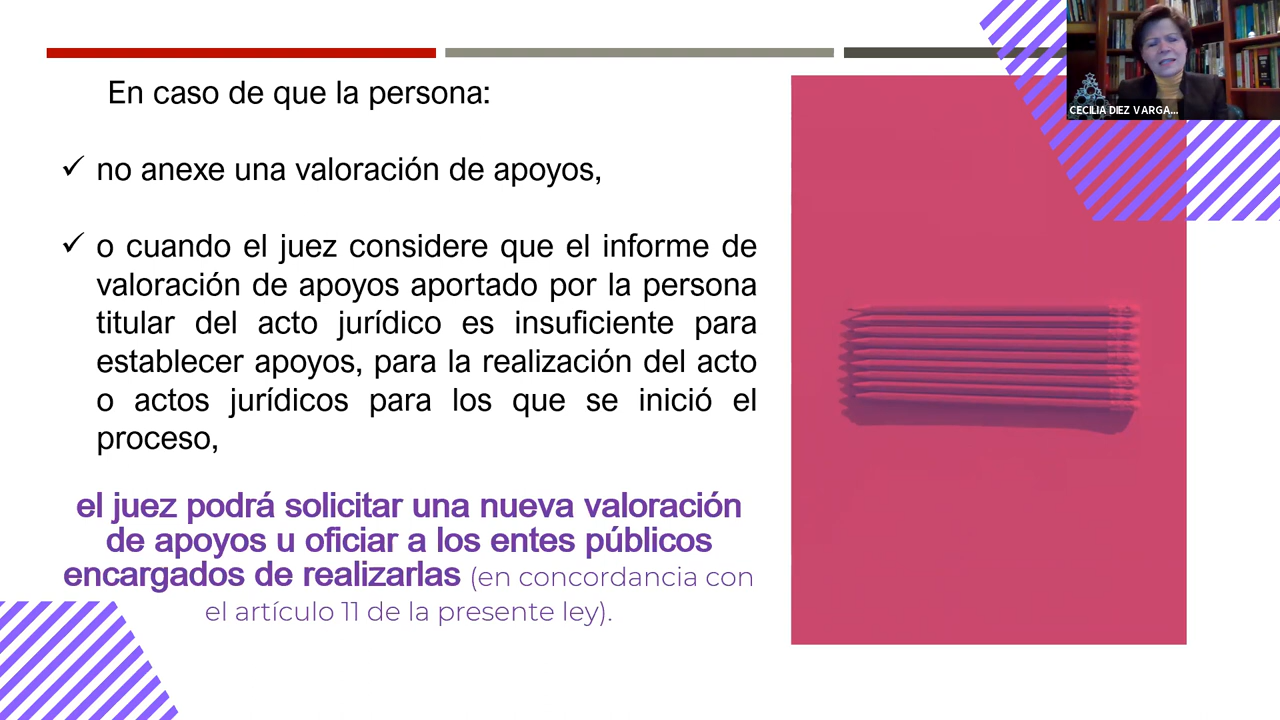 En caso de que la persona:
✓ no anexe una valoración de apoyos,
✓ o cuando el juez considere que el informe de
valoración de apoyos aportado por la persona
titular del acto jurídico es insuficiente para
establecer apoyos, para la realización del acto
o actos jurídicos para los que se inició el
proceso,
el juez podrá solicitar una nueva valoración
de apoyos u oficiar a los entes públicos
encargados de realizarlas (en concordancia con
el artículo 11 de la presente ley).
CECILIA DIEZ VARGA...